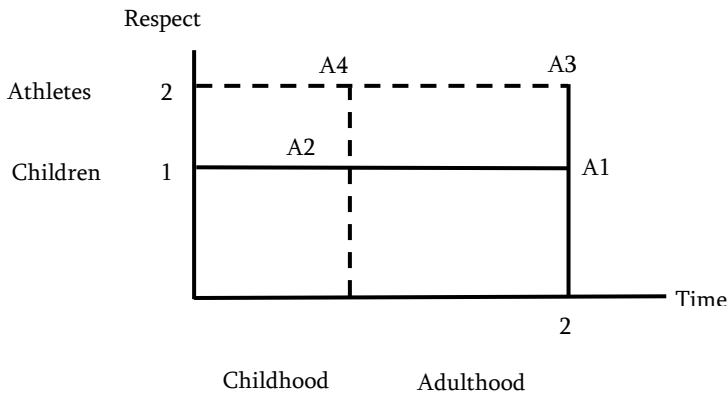 Respect
A4 A3
Athletes 2
A2
Children 1 A1
Time
2
Childhood Adulthood